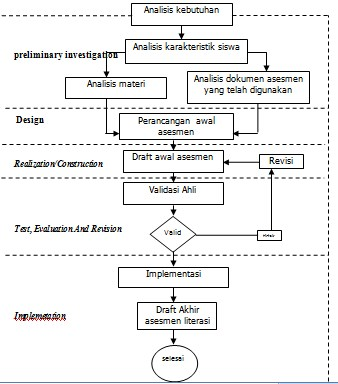 Analisis kebutuhan
Analisis karakteristik siswa
preliminary investigation
Analisis materi
Analisis dokumen asesmen
yang telah digunakan
Design
Perancangan awal
asesmen
Draft awal asesmen
Revisi
Realization/Construction
Validasi Ahli
Test, Evaluation And Revision
Valid
Implementasi
Implemetation
Draft Akhir
asesmen literasi
selesai